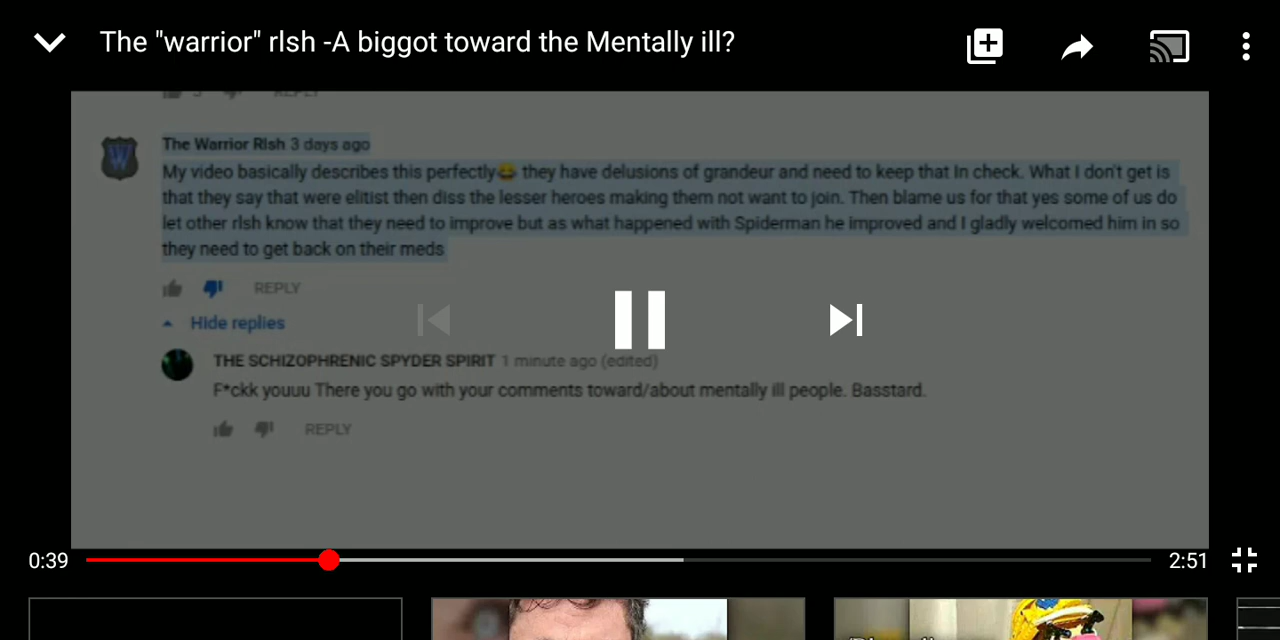 The "warrior" rlsh -A biggot toward the Mentally ill?
3 REPLY
The Warrior Rlsh 3 days ago
My video basically describes this perfectly😄 they have delusions of grandeur and need to keep that In check. What I don't get is
that they say that were elitist then diss the lesser heroes making them not want to join. Then blame us for that yes some of us do
let other rlsh know that they need to improve but as what happened with Spiderman he improved and I gladly welcomed him in so
they need to get back on their meds
REPLY
Hide replies
THE SCHIZOPHRENIC SPYDER SPIRIT 1 minute ago (edited)
F*ckk youuu There you go with your comments toward/about mentally ill people. Basstard.
REPLY
0:39
2:51